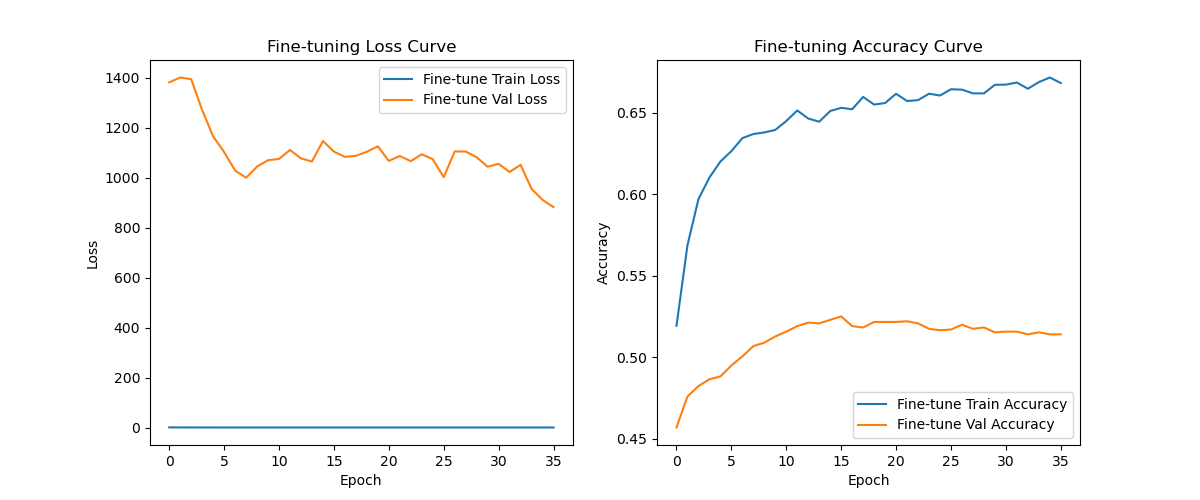 Fine-tuning Loss Curve
Fine-tune Train Loss
Fine-tune Val Loss
1400
1200
1000
800
600
400
200
0
Loss
0 5 10 15 20 25 30 35
Epoch
Fine-tuning Accuracy Curve
0.65
0.60
0.55
0.50
0.45
Accuracy
Fine-tune Train Accuracy
Fine-tune Val Accuracy
0 5 10 15 20 25 30 35
Epoch